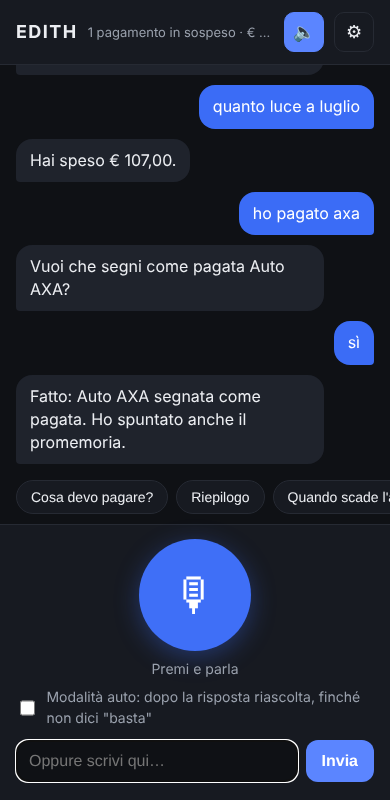 EDITH 1 pagamento in sospeso · € ...
quanto luce a luglio
Hai speso € 107,00.
ho pagato axa
Vuoi che segni come pagata Auto
AXA?
sì
Fatto: Auto AXA segnata come
pagata. Ho spuntato anche il
promemoria.
Cosa devo pagare? Riepilogo Quando scade l'a
Premi e parla
Modalità auto: dopo la risposta riascolta, finché
non dici "basta"
Oppure scrivi qui… Invia